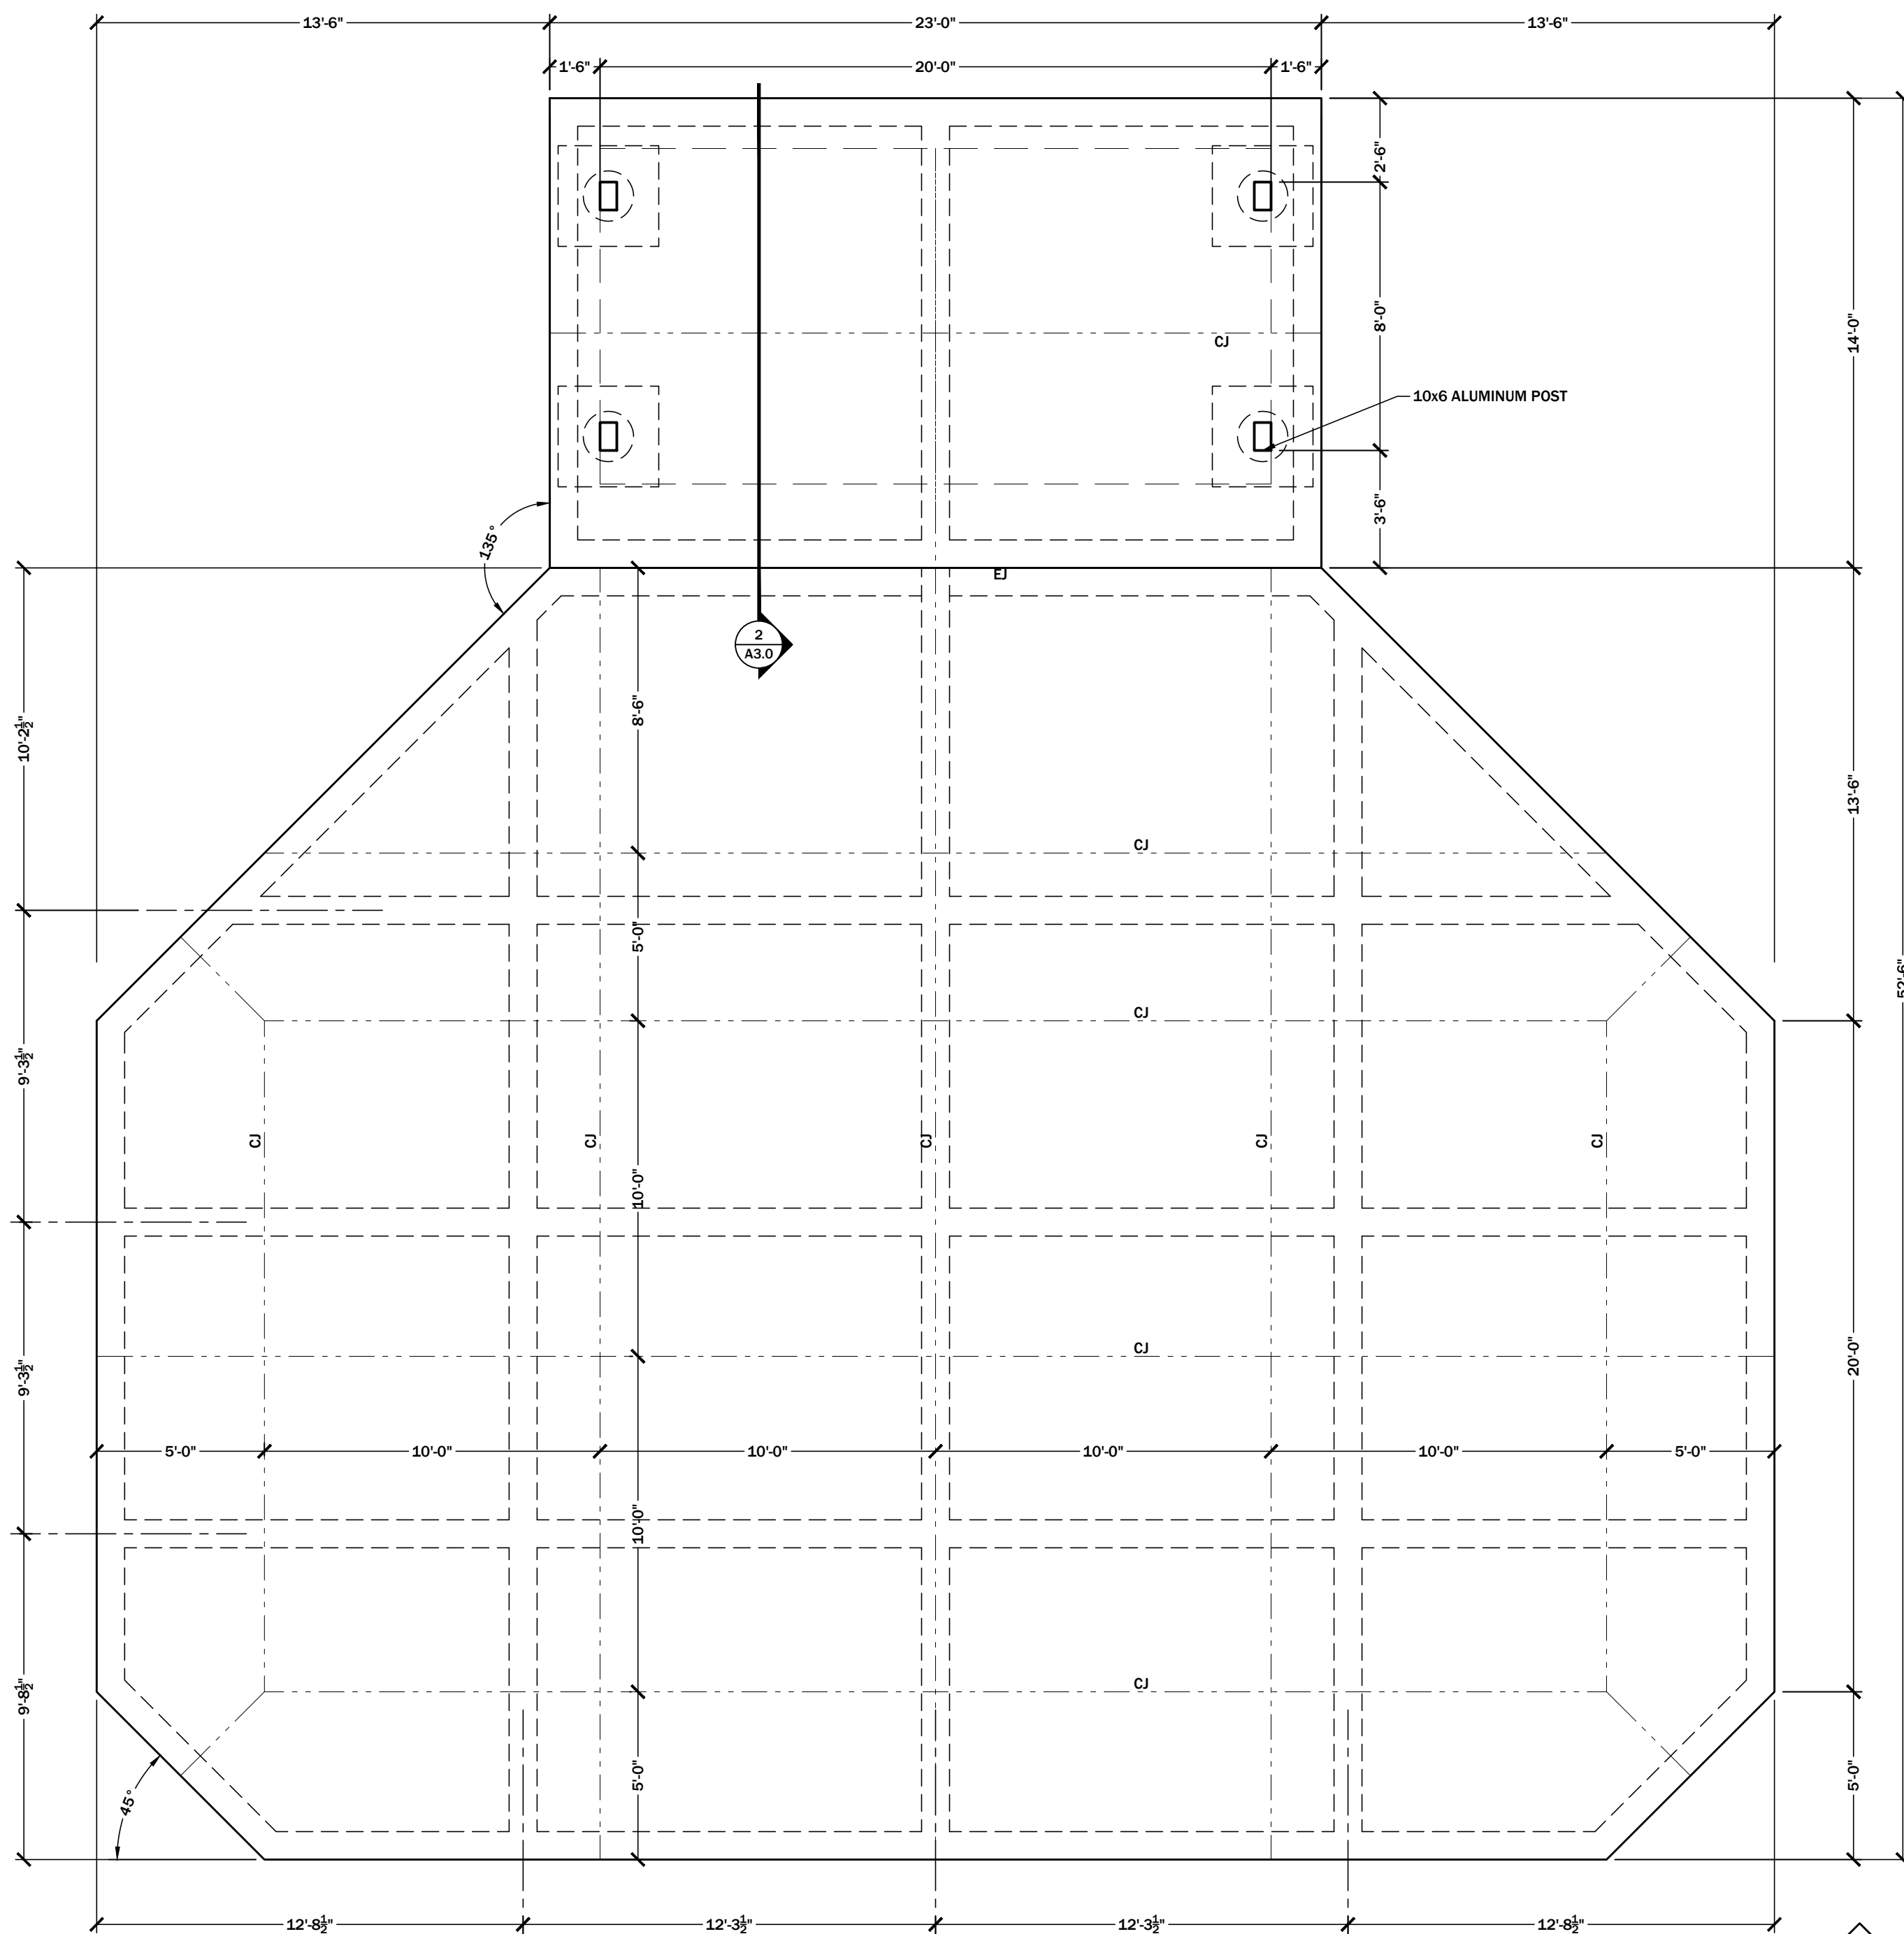 13'-6" 23'-0" 13'-6"
1'-6" 20'-0" 1'-6"
2'-6"
8'-0"
14'-0"
CJ
10x6 ALUMINUM POST
3'-6"
135°
EJ
2
A3.0
8'-6"
10'-2½"
13'-6"
CJ
5'-0"
52'-6"
CJ
9'-3½"
CJ CJ CJ CJ CJ
10'-0"
CJ
9'-3½"
20'-0"
5'-0" 10'-0" 10'-0" 10'-0" 10'-0" 5'-0"
10'-0"
CJ
9'-8½"
5'-0"
5'-0"
45°
12'-8½" 12'-3½" 12'-3½" 12'-8½"